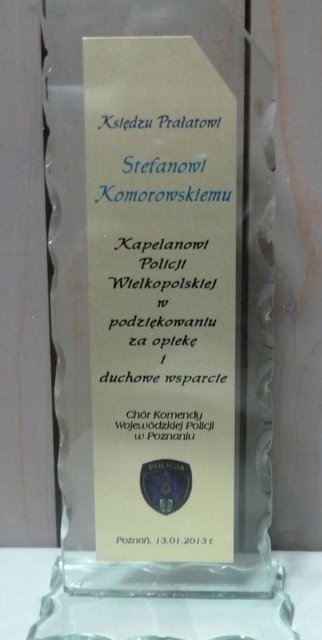 Księdzu Prałatowi
Stefanowi
Komorowskiemu
Kapelanowi
Policji
Wielkopolskiej
w
podziękowaniu
za opiekę
i
duchowe wsparcie
Chór Komendy
Wojewódzkiej Policji
w Poznaniu
POLICJA
Poznań, 13.01.2013 r.